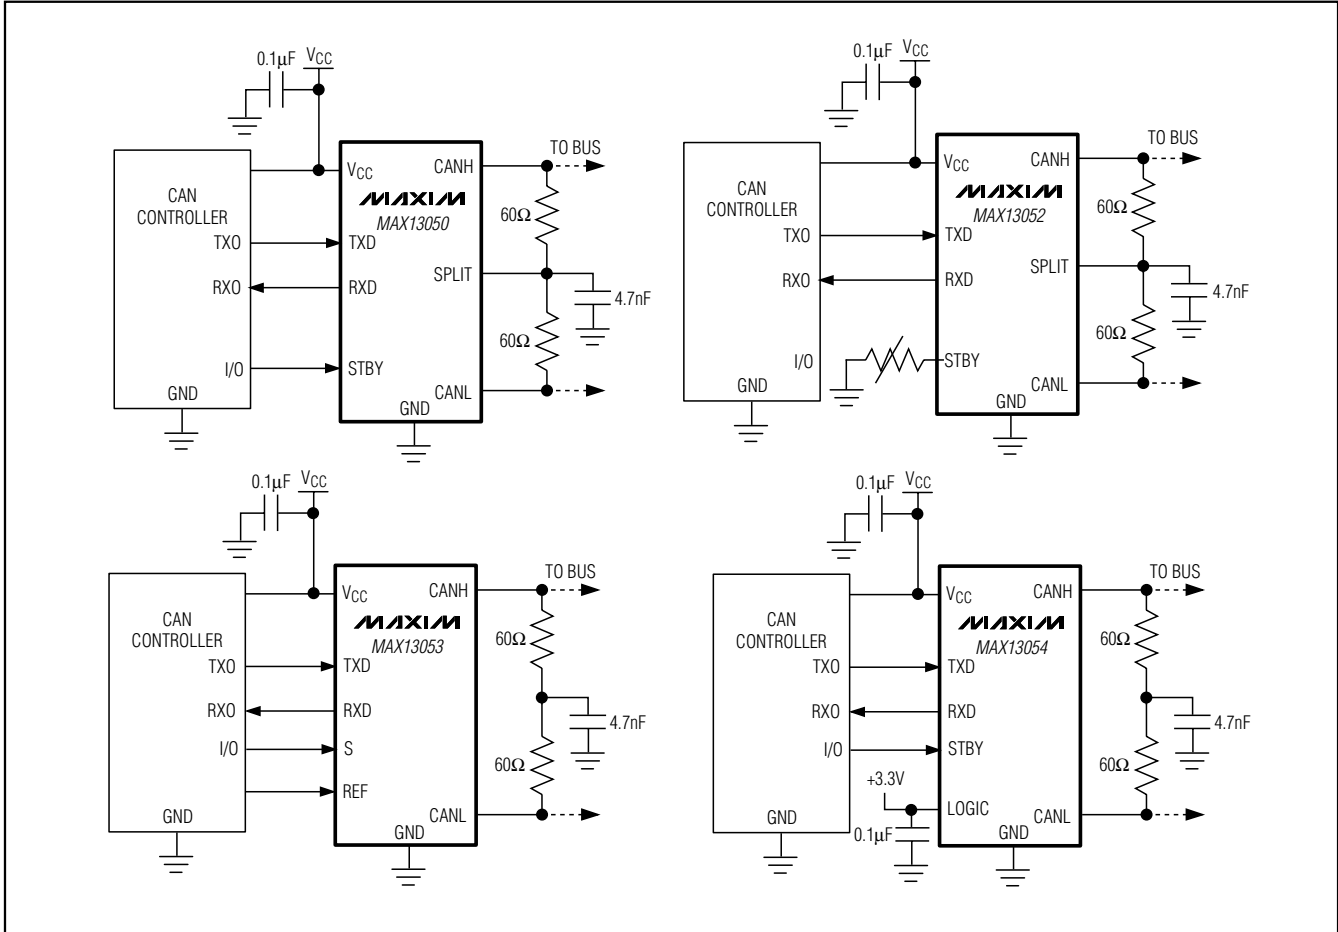 0.1μF
VCC
CAN
CONTROLLER
TXO
RXO
I/O
GND
VCC
CANH
MAXIM
MAX13050
TXD
SPLIT
RXD
STBY
CANL
GND
TO BUS
60Ω
4.7nF
60Ω
0.1μF
VCC
CAN
CONTROLLER
TXO
RXO
I/O
GND
VCC
CANH
MAXIM
MAX13052
TXD
SPLIT
RXD
STBY
CANL
GND
TO BUS
60Ω
4.7nF
60Ω
0.1μF
VCC
CAN
CONTROLLER
TXO
RXO
I/O
GND
VCC
CANH
MAXIM
MAX13053
TXD
RXD
S
REF
CANL
GND
TO BUS
60Ω
4.7nF
60Ω
0.1μF
VCC
CAN
CONTROLLER
TXO
RXO
I/O
GND
VCC
CANH
MAXIM
MAX13054
TXD
RXD
STBY
+3.3V
LOGIC
0.1μF
CANL
GND
TO BUS
60Ω
4.7nF
60Ω